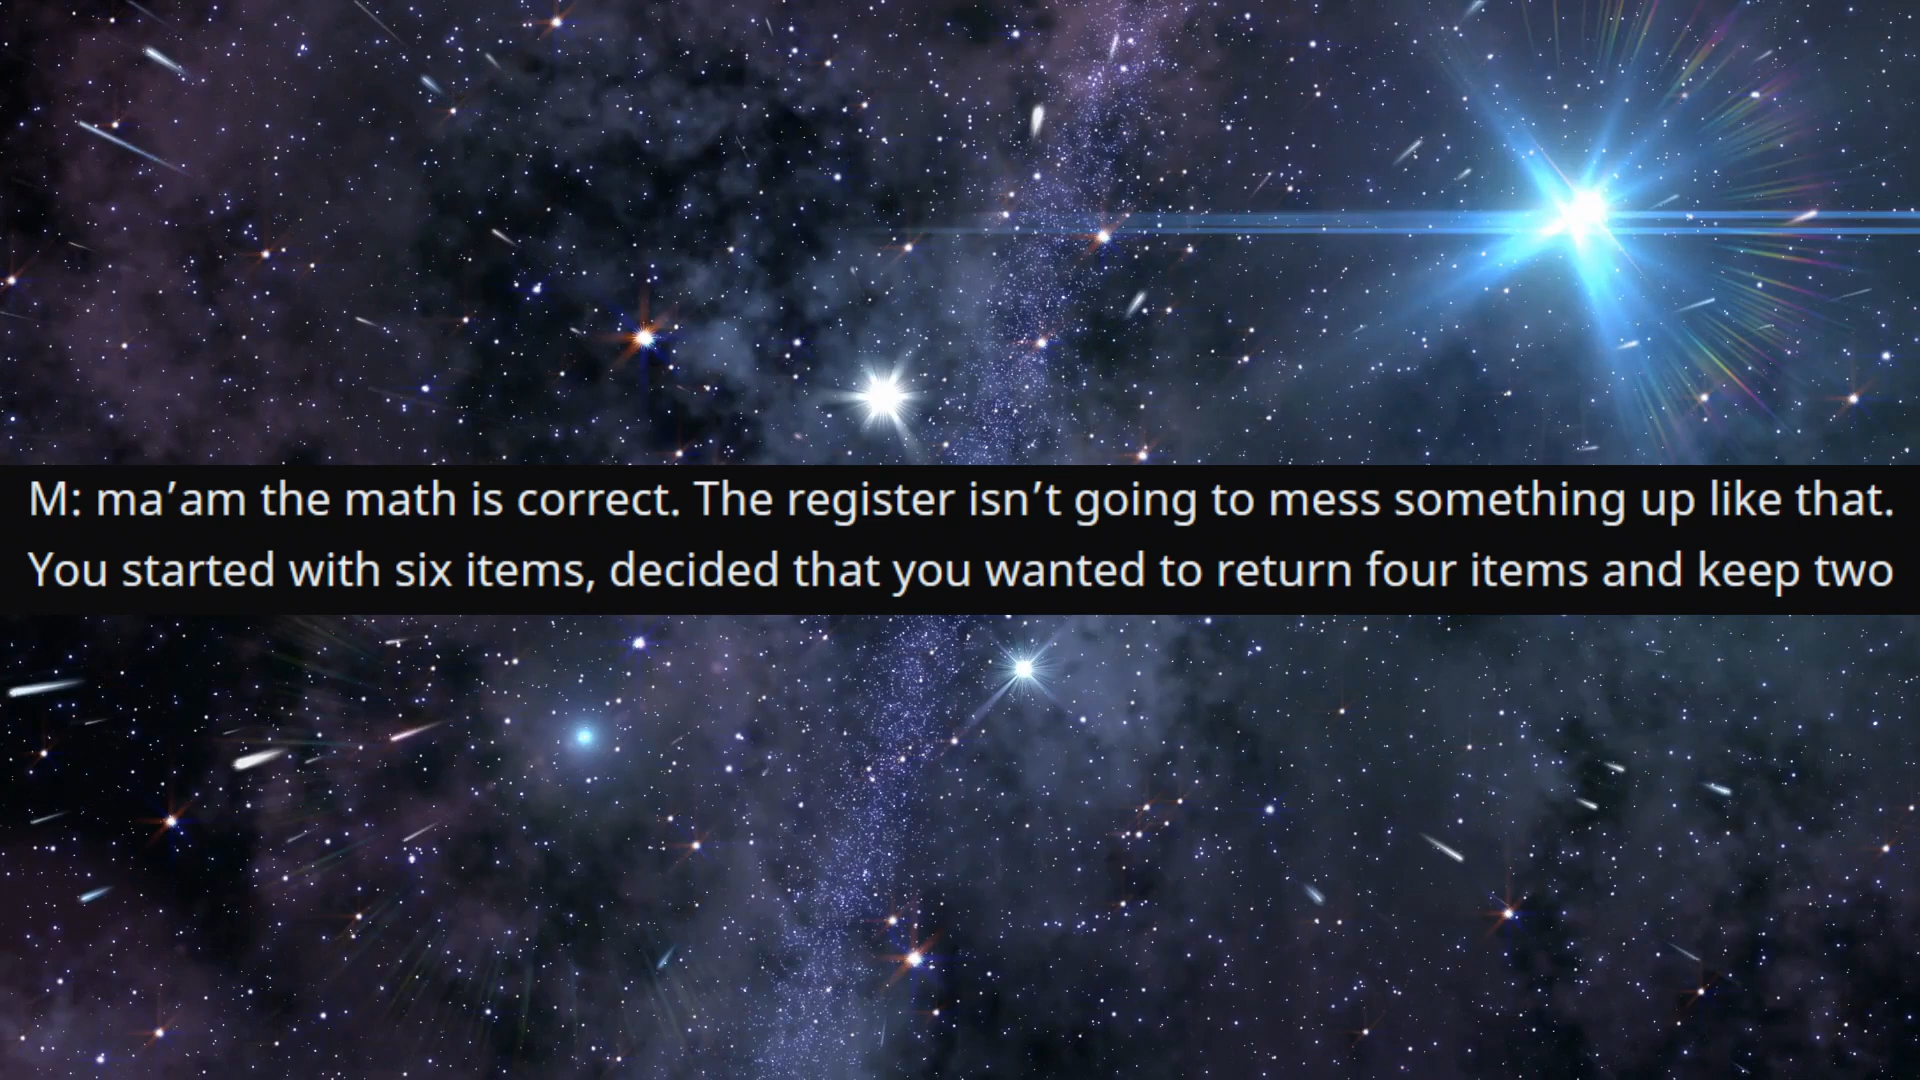 M: ma’am the math is correct. The register isn’t going to mess something up like that.
You started with six items, decided that you wanted to return four items and keep two